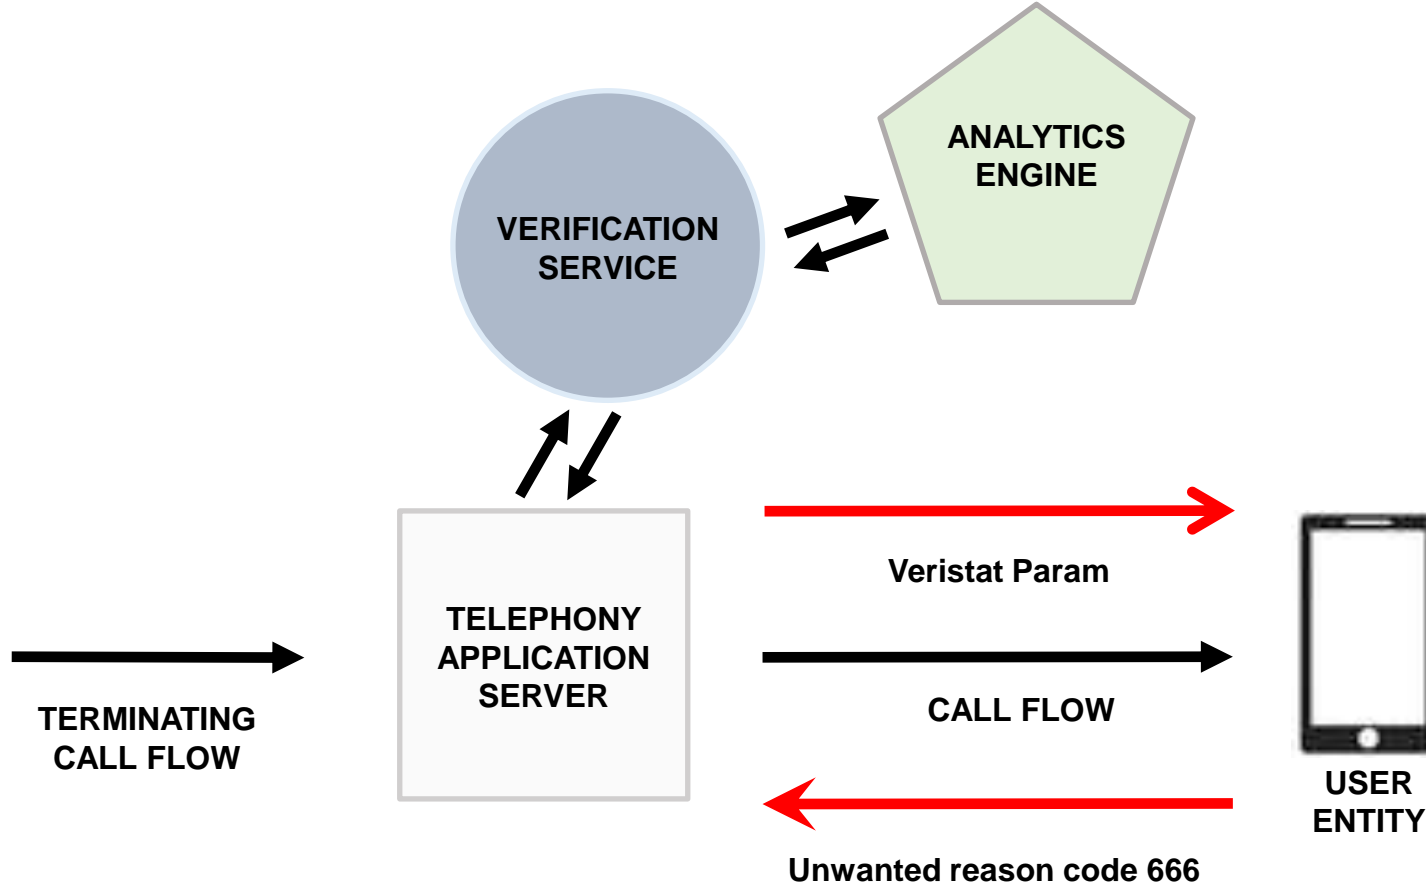 ANALYTICS
ENGINE
VERIFICATION
SERVICE
Veristat Param
TELEPHONY
APPLICATION
SERVER
TERMINATING
CALL FLOW
CALL FLOW
USER
ENTITY
Unwanted reason code 666